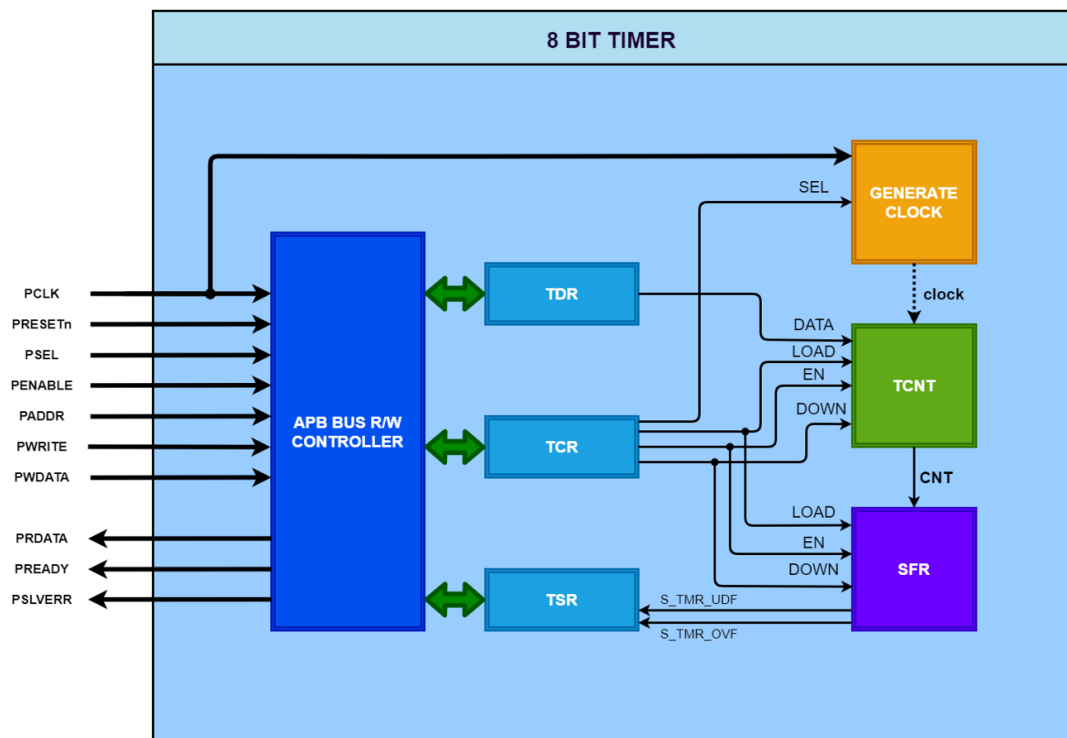 8 BIT TIMER
GENERATE
CLOCK
SEL
PCLK
PRESETn
PSEL
PENABLE
PADDR
PWRITE
PWDATA
PRDATA
PREADY
PSLVERR
APB BUS R/W
CONTROLLER
TDR
TCR
TSR
clock
DATA
LOAD
EN
DOWN
TCNT
CNT
LOAD
EN
DOWN
SFR
S_TMR_UDF
S_TMR_OVF